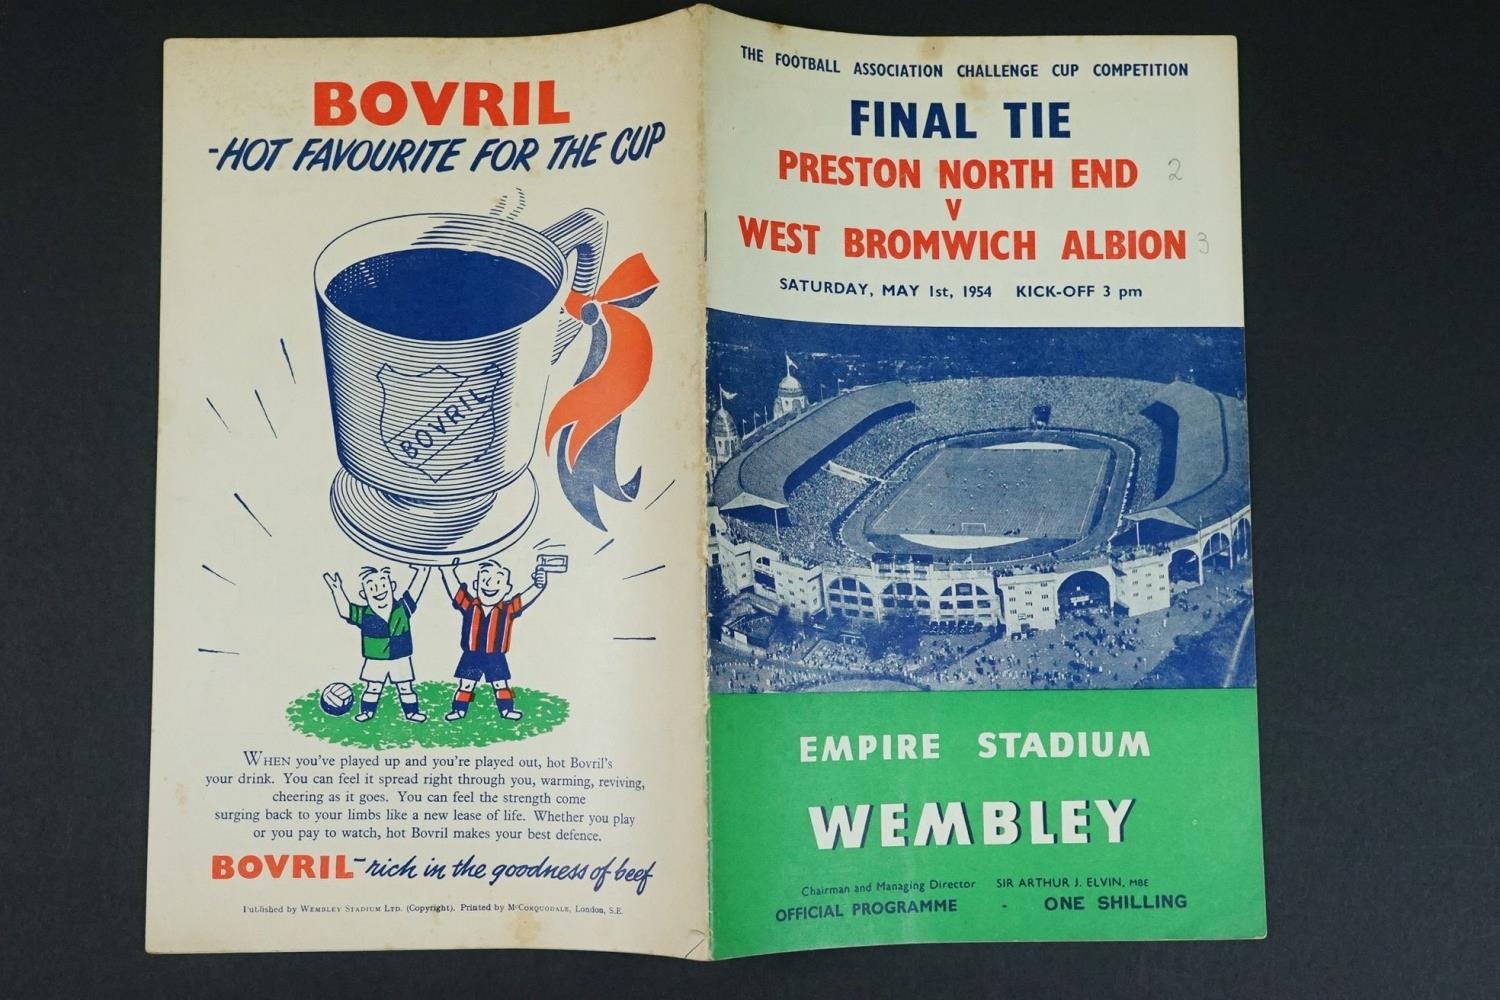 BOVRIL
-HOT FAVOURITE FOR THE CUP
BOVRIL
WHEN you've played up and you're played out, hot Bovril's
your drink. You can feel it spread right through you, warming, reviving,
cheering as it goes. You can feel the strength come
surging back to your limbs like a new lease of life. Whether you play
or you pay to watch, hot Bovril makes your best defence.
BOVRIL-rich in the goodness of beef
Published by WEMBLEY STADIUM LTD. (Copyright). Printed by McCORQUODALE, London, S.E.
THE FOOTBALL ASSOCIATION CHALLENGE CUP COMPETITION
FINAL TIE
PRESTON NORTH END 2
V
WEST BROMWICH ALBION 3
SATURDAY, MAY 1st, 1954 KICK-OFF 3 pm
EMPIRE STADIUM
WEMBLEY
Chairman and Managing Director SIR ARTHUR J. ELVIN, MBE
OFFICIAL PROGRAMME - ONE SHILLING